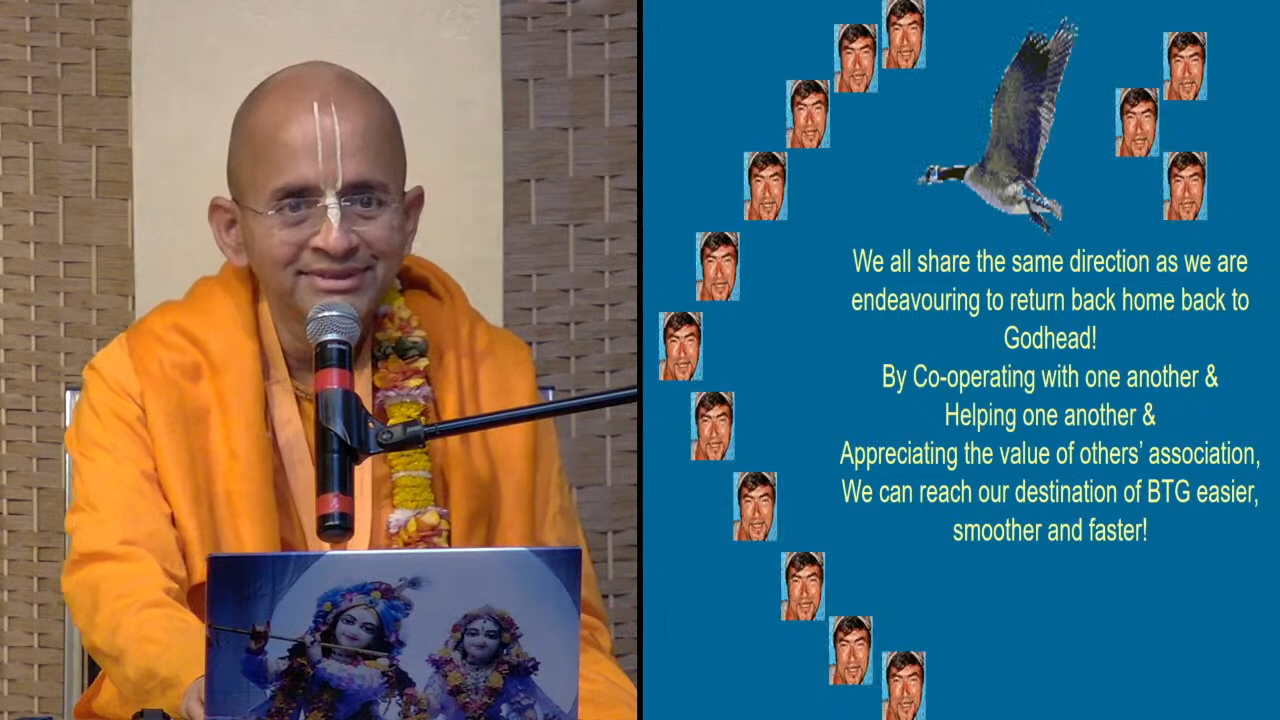 We all share the same direction as we are
endeavouring to return back home back to
Godhead!
By Co-operating with one another &
Helping one another &
Appreciating the value of others’ association,
We can reach our destination of BTG easier,
smoother and faster!